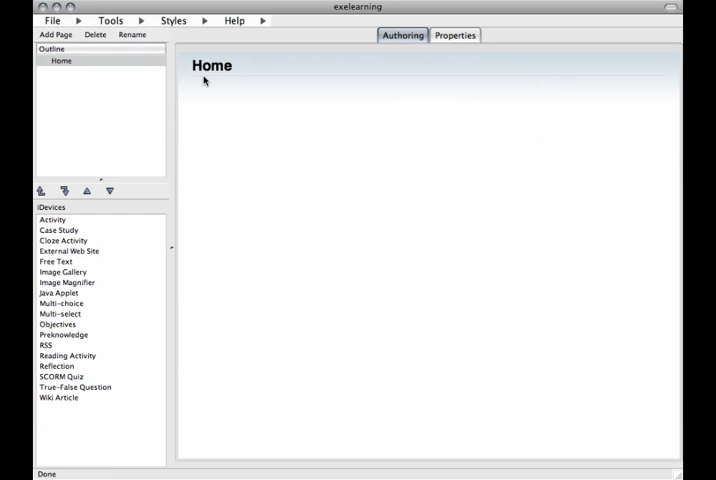 exelearning
File Tools Styles Help
Add Page Delete Rename
Authoring Properties
Outline
Home
Home
iDevices
Activity
Case Study
Cloze Activity
External Web Site
Free Text
Image Gallery
Image Magnifier
Java Applet
Multi-choice
Multi-select
Objectives
Preknowledge
RSS
Reading Activity
Reflection
SCORM Quiz
True-False Question
Wiki Article
Done